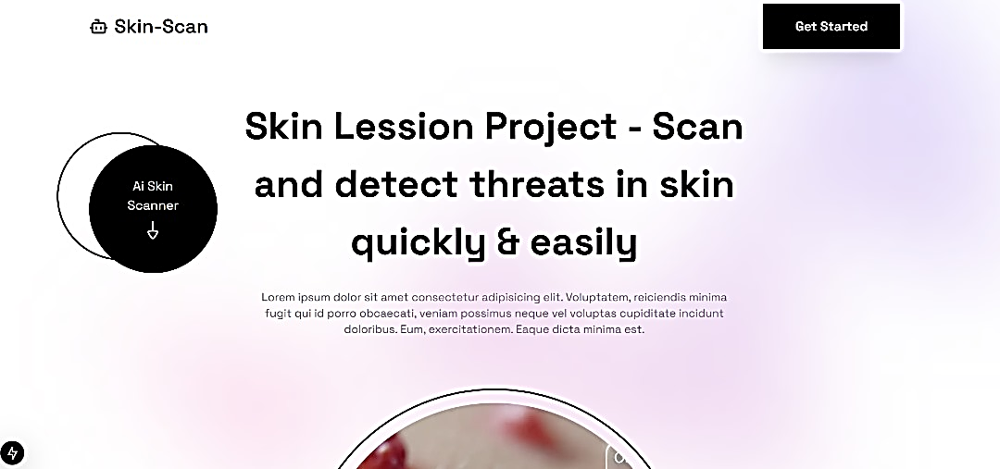 Skin-Scan
Get Started
Skin Lession Project - Scan
and detect threats in skin
quickly & easily
Ai Skin
Scanner
Lorem ipsum dolor sit amet consectetur adipisicing elit. Voluptatem, reiciendis minima
fugit qui id porro obcaecati, veniam possimus neque vel voluptas cupiditate incidunt
doloribus. Eum, exercitationem. Eaque dicta minima est.